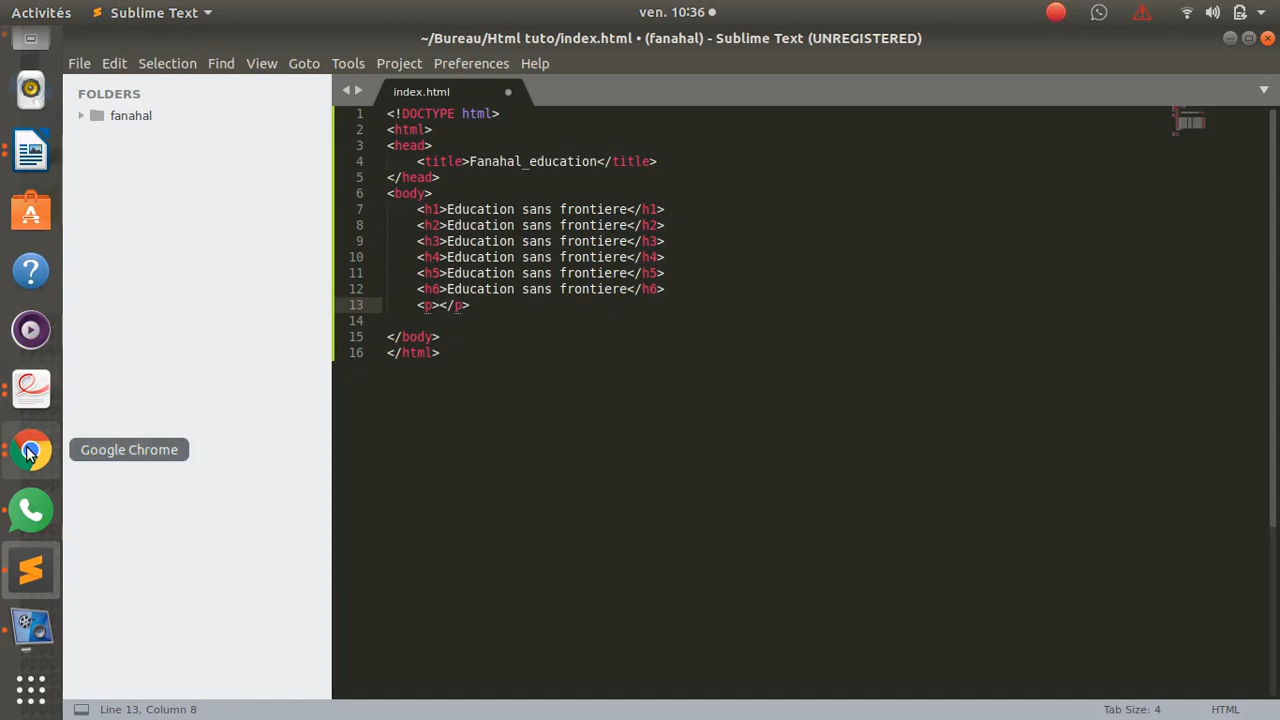 Activités
Sublime Text
ven. 10:36
~/Bureau/Html tuto/index.html • (fanahal) - Sublime Text (UNREGISTERED)
File Edit Selection Find View Goto Tools Project Preferences Help
FOLDERS
fanahal
index.html
1 <!DOCTYPE html>
2 <html>
3 <head>
4 <title>Fanahal_education</title>
5 </head>
6 <body>
7 <h1>Education sans frontiere</h1>
8 <h2>Education sans frontiere</h2>
9 <h3>Education sans frontiere</h3>
10 <h4>Education sans frontiere</h4>
11 <h5>Education sans frontiere</h5>
12 <h6>Education sans frontiere</h6>
13 <p></p>
14
15 </body>
16 </html>
Google Chrome
Line 13, Column 8
Tab Size: 4
HTML